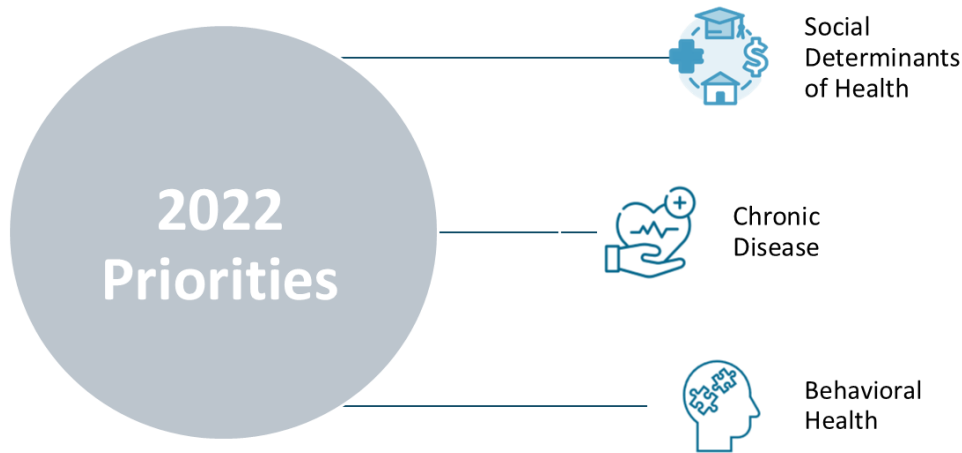 2022
Priorities
Social
Determinants
of Health
Chronic
Disease
Behavioral
Health